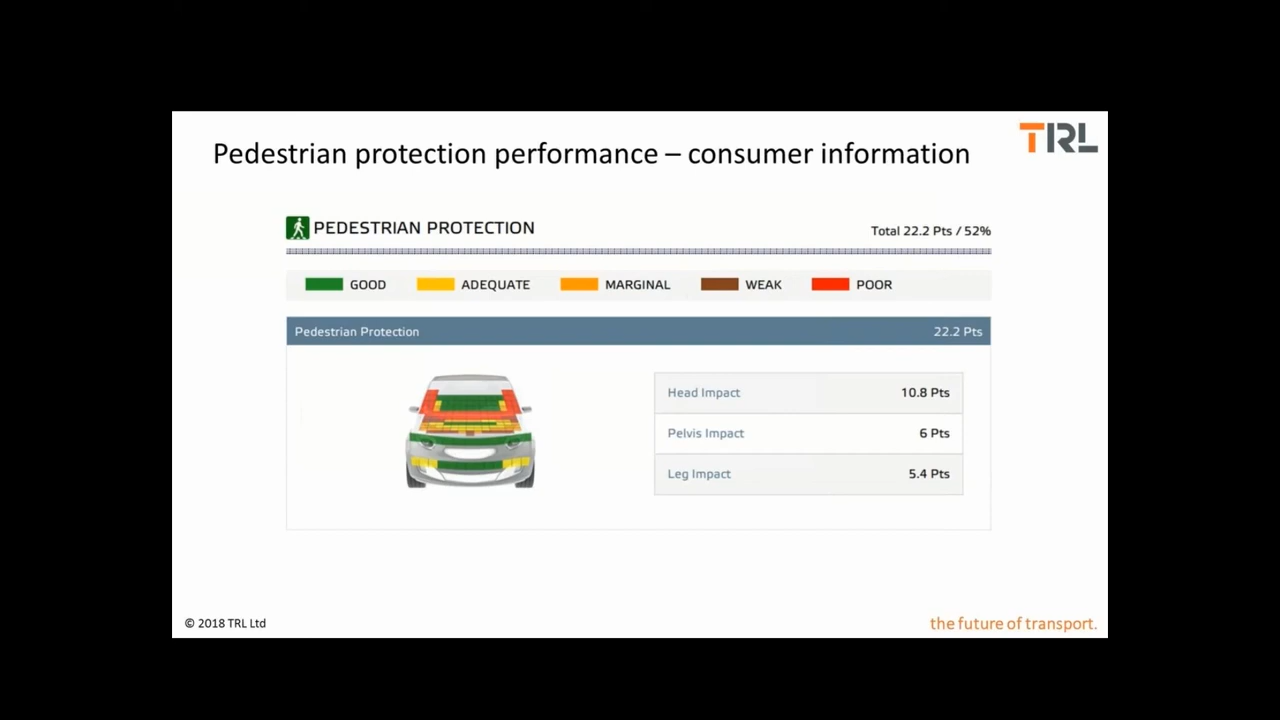 Pedestrian protection performance – consumer information
TRL
PEDESTRIAN PROTECTION
Total 22.2 Pts / 52%
GOOD
ADEQUATE
MARGINAL
WEAK
POOR
Pedestrian Protection
22.2 Pts
Head Impact
10.8 Pts
Pelvis Impact
6 Pts
Leg Impact
5.4 Pts
© 2018 TRL Ltd
the future of transport.